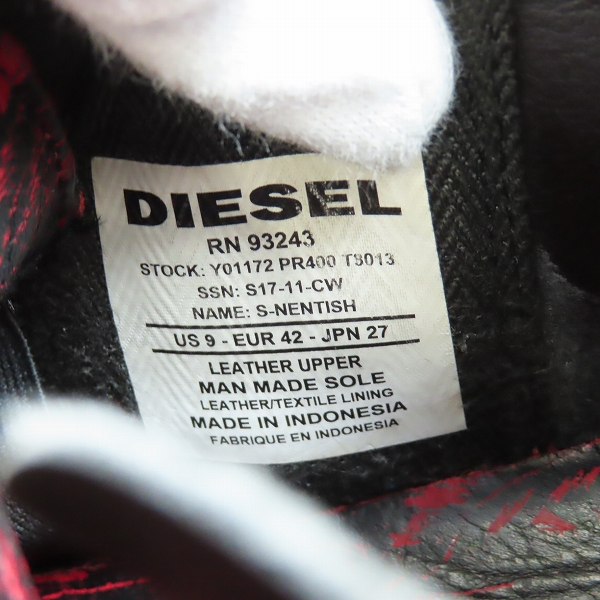 DIESEL
RN 93243
STOCK: Y01172 PR400 T8013
SSN: S17-11-CW
NAME: S-NENTISH
US 9 - EUR 42 - JPN 27
LEATHER UPPER
MAN MADE SOLE
LEATHER/TEXTILE LINING
MADE IN INDONESIA
FABRIQUE EN INDONESIA